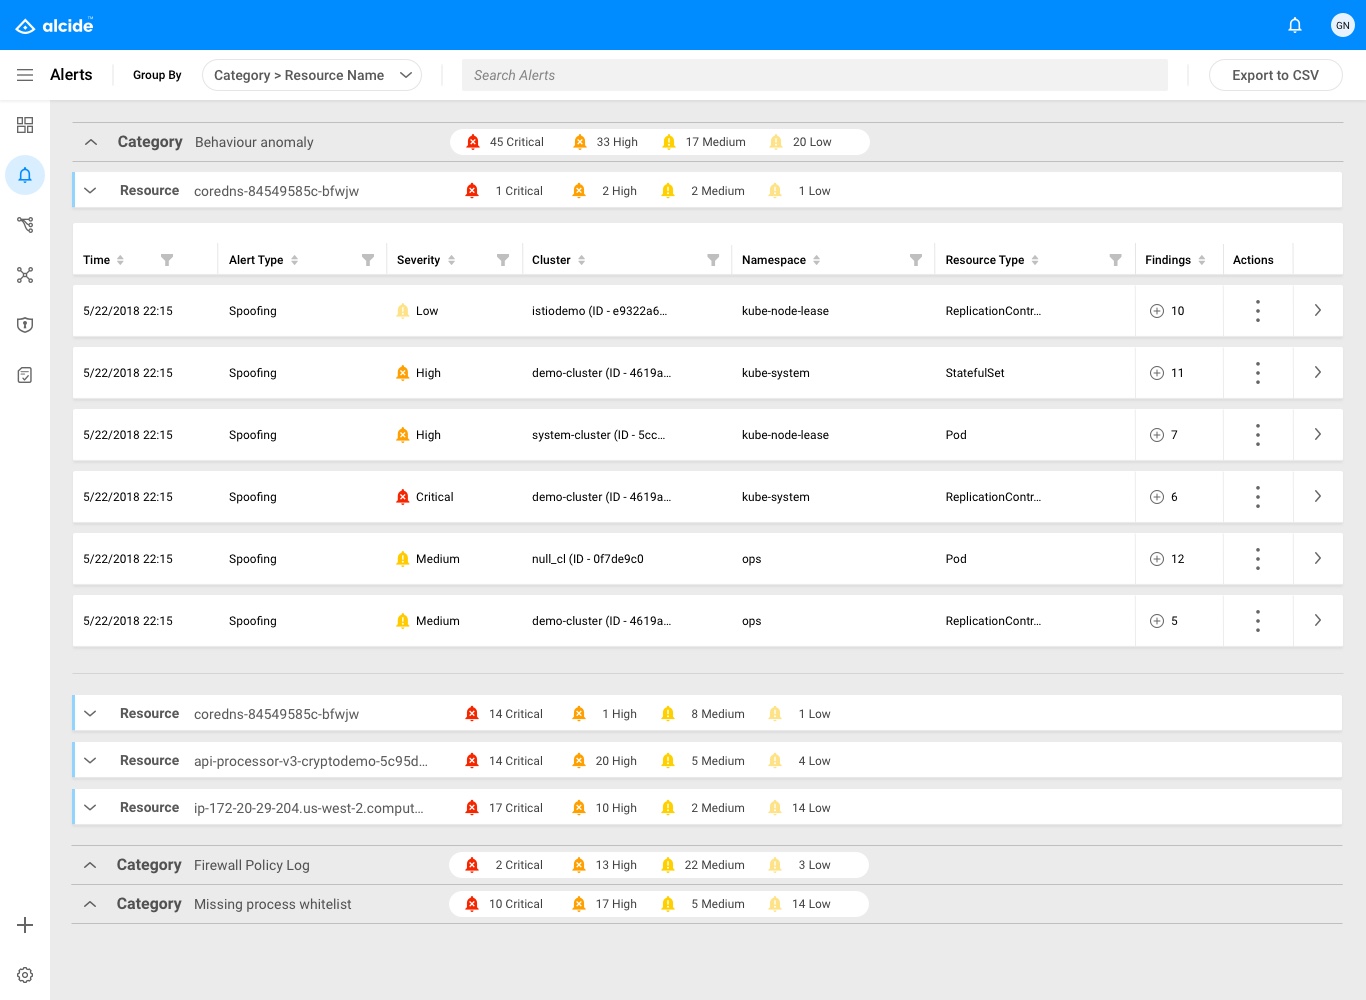 alcide™
GN
Alerts
Group By
Category > Resource Name
Search Alerts
Export to CSV
Category Behaviour anomaly 45 Critical 33 High 17 Medium 20 Low
Resource coredns-84549585c-bfwjw 1 Critical 2 High 2 Medium 1 Low
Time Alert Type Severity Cluster Namespace Resource Type Findings Actions
5/22/2018 22:15 Spoofing Low istiodemo (ID - e9322a6... kube-node-lease ReplicationContr... 10
5/22/2018 22:15 Spoofing High demo-cluster (ID - 4619a... kube-system StatefulSet 11
5/22/2018 22:15 Spoofing High system-cluster (ID - 5cc... kube-node-lease Pod 7
5/22/2018 22:15 Spoofing Critical demo-cluster (ID - 4619a... kube-system ReplicationContr... 6
5/22/2018 22:15 Spoofing Medium null_cl (ID - 0f7de9c0 ops Pod 12
5/22/2018 22:15 Spoofing Medium demo-cluster (ID - 4619a... ops ReplicationContr... 5
Resource coredns-84549585c-bfwjw 14 Critical 1 High 8 Medium 1 Low
Resource api-processor-v3-cryptodemo-5c95d... 14 Critical 20 High 5 Medium 4 Low
Resource ip-172-20-29-204.us-west-2.comput... 17 Critical 10 High 2 Medium 14 Low
Category Firewall Policy Log 2 Critical 13 High 22 Medium 3 Low
Category Missing process whitelist 10 Critical 17 High 5 Medium 14 Low